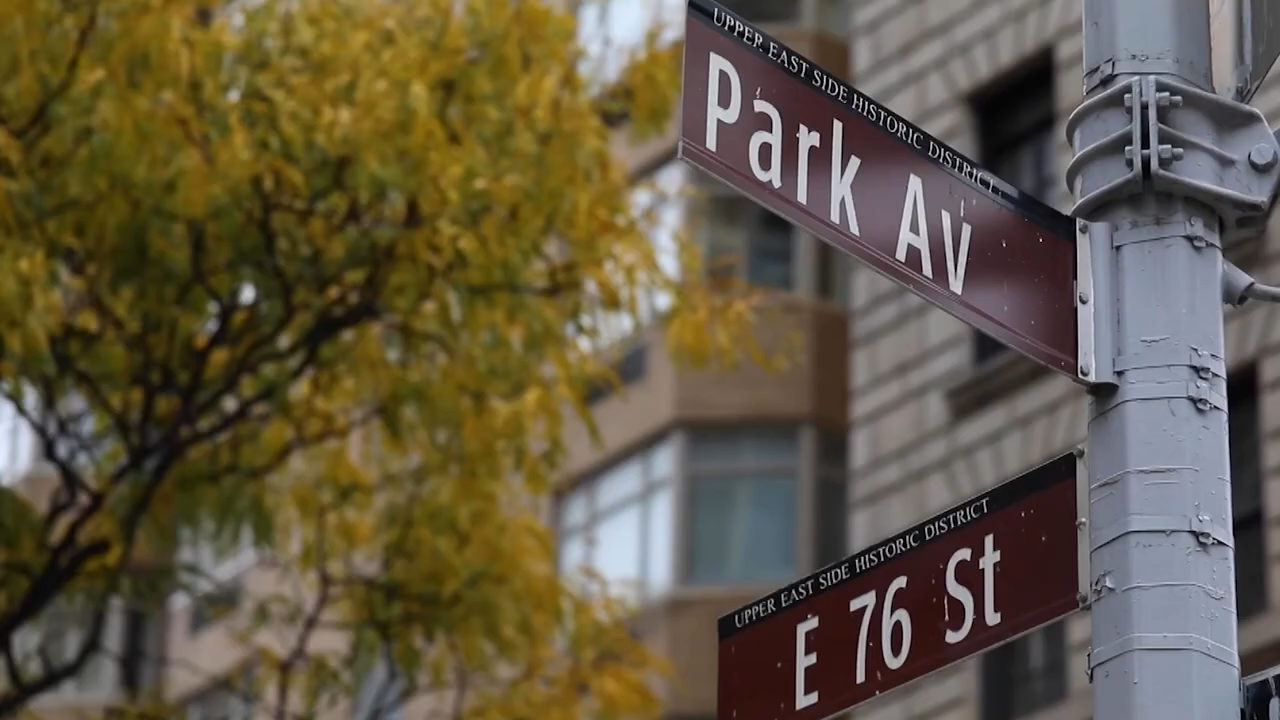 UPPER EAST SIDE HISTORIC DISTRICT
Park Av
UPPER EAST SIDE HISTORIC DISTRICT
E 76 St